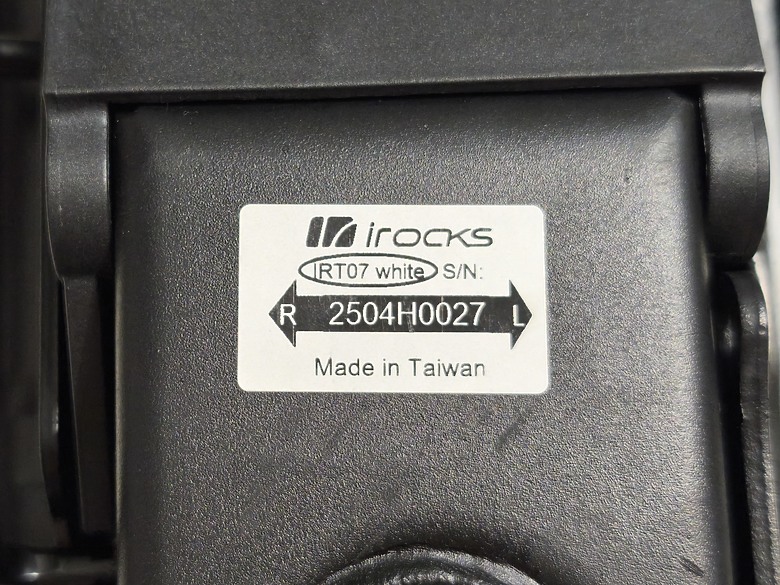 irocks
IRT07 white S/N:
R 2504H0027 L
Made in Taiwan